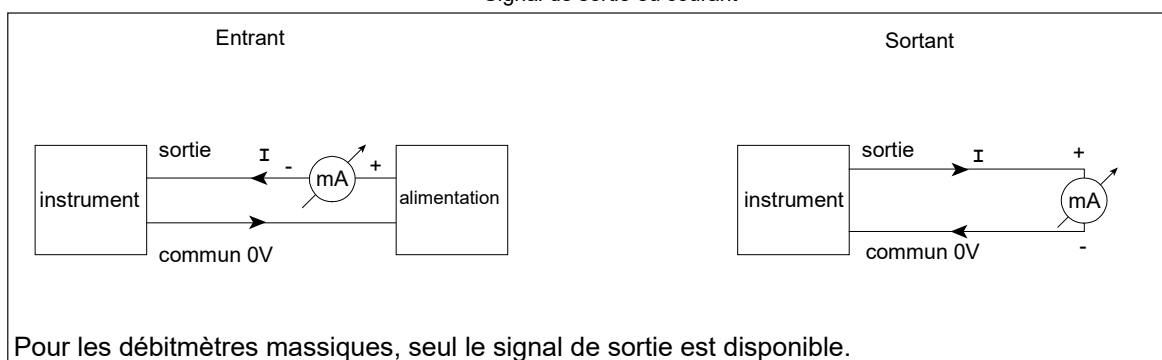 Signal de sortie ou courant
Entrant
Sortant
sortie I - +
mA
instrument
alimentation
commun 0V
sortie I +
instrument
mA
commun 0V -
Pour les débitmètres massiques, seul le signal de sortie est disponible.